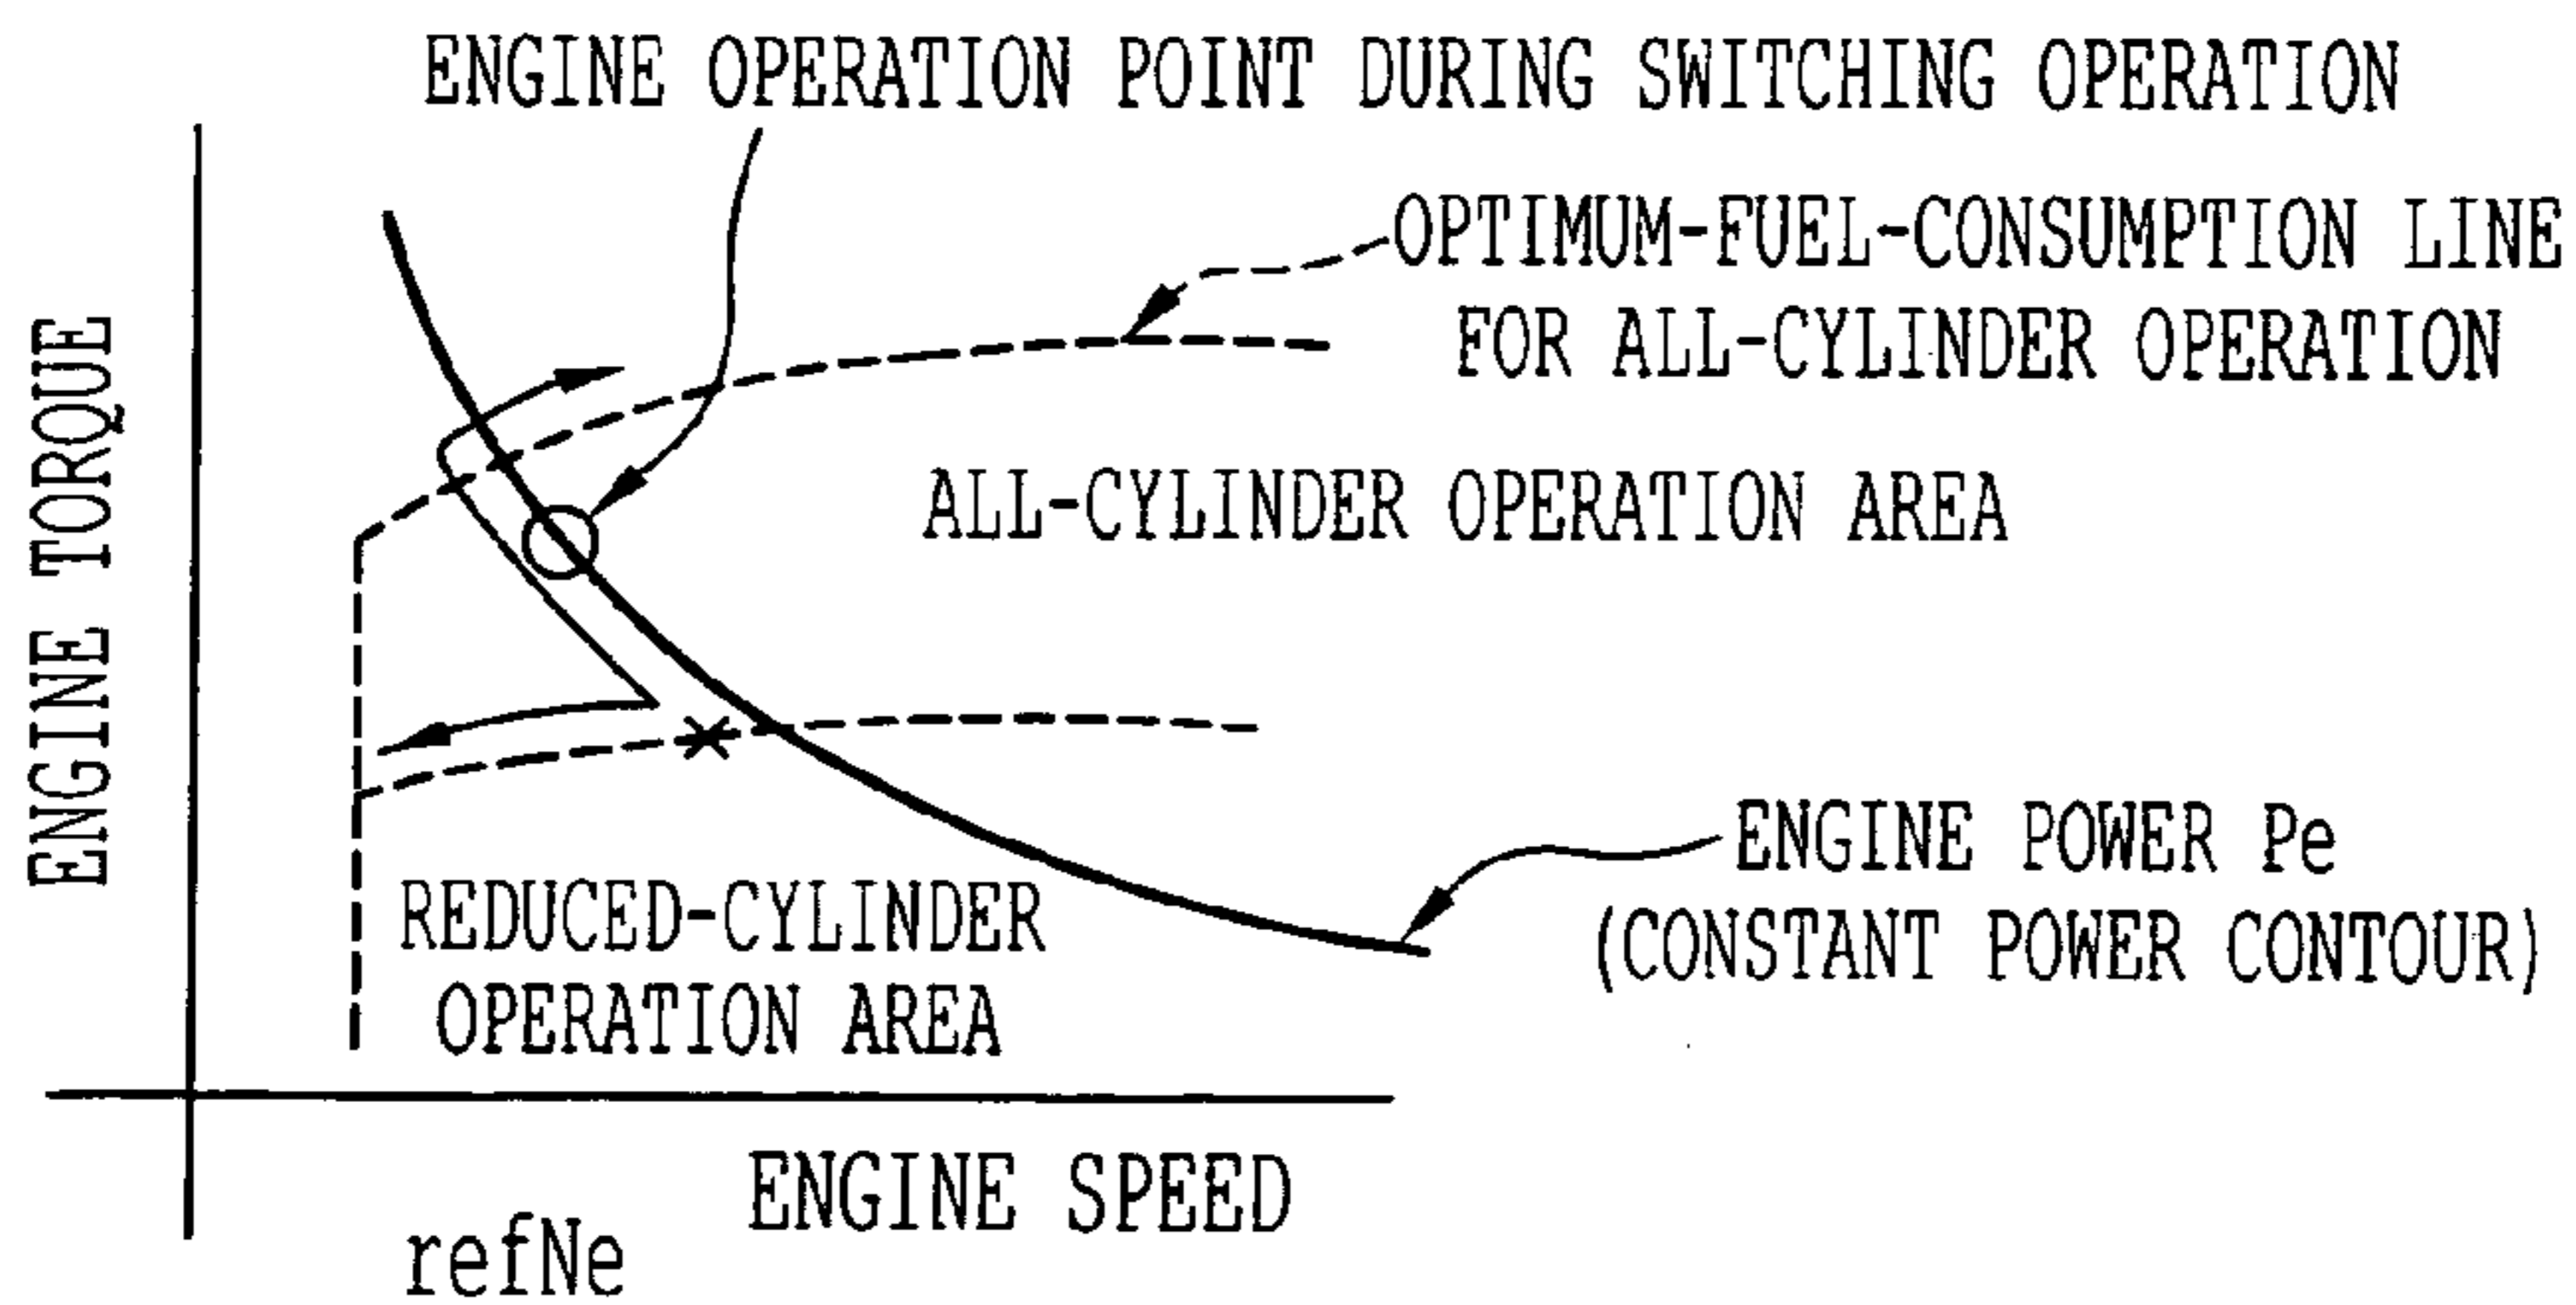 ENGINE OPERATION POINT DURING SWITCHING OPERATION
OPTIMUM-FUEL-CONSUMPTION LINE
FOR ALL-CYLINDER OPERATION
ENGINE TORQUE
ALL-CYLINDER OPERATION AREA
ENGINE POWER Pe
(CONSTANT POWER CONTOUR)
REDUCED-CYLINDER
OPERATION AREA
ENGINE SPEED
refNe